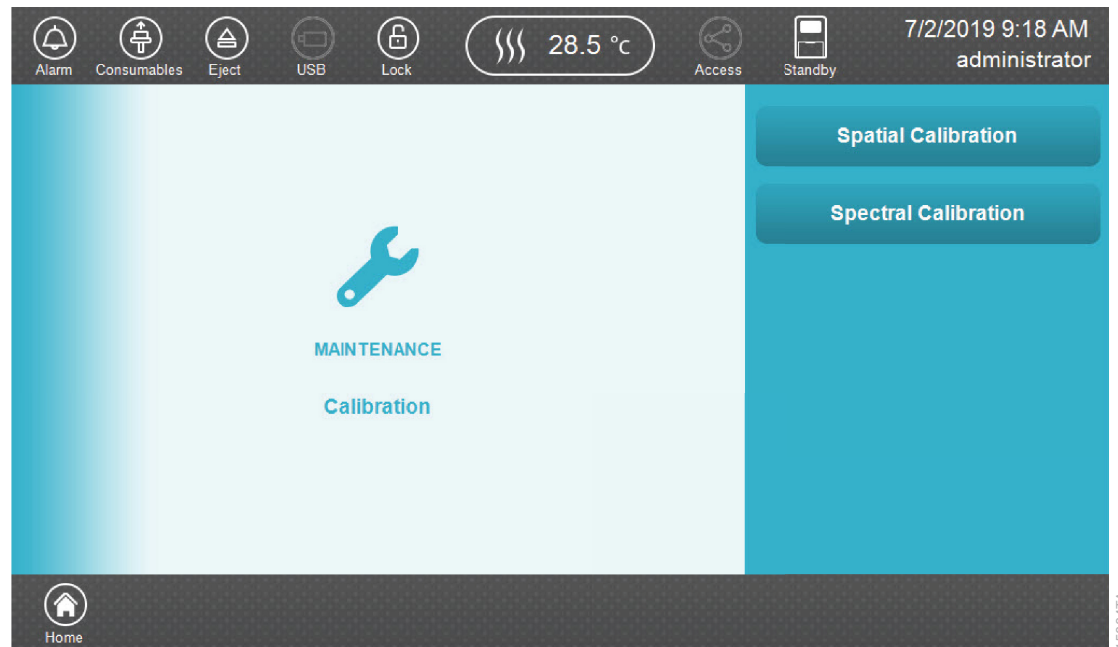 Alarm
Consumables
Eject
USB
Lock
28.5 °c
Access
Standby
7/2/2019 9:18 AM
administrator
Spatial Calibration
Spectral Calibration
MAINTENANCE
Calibration
Home